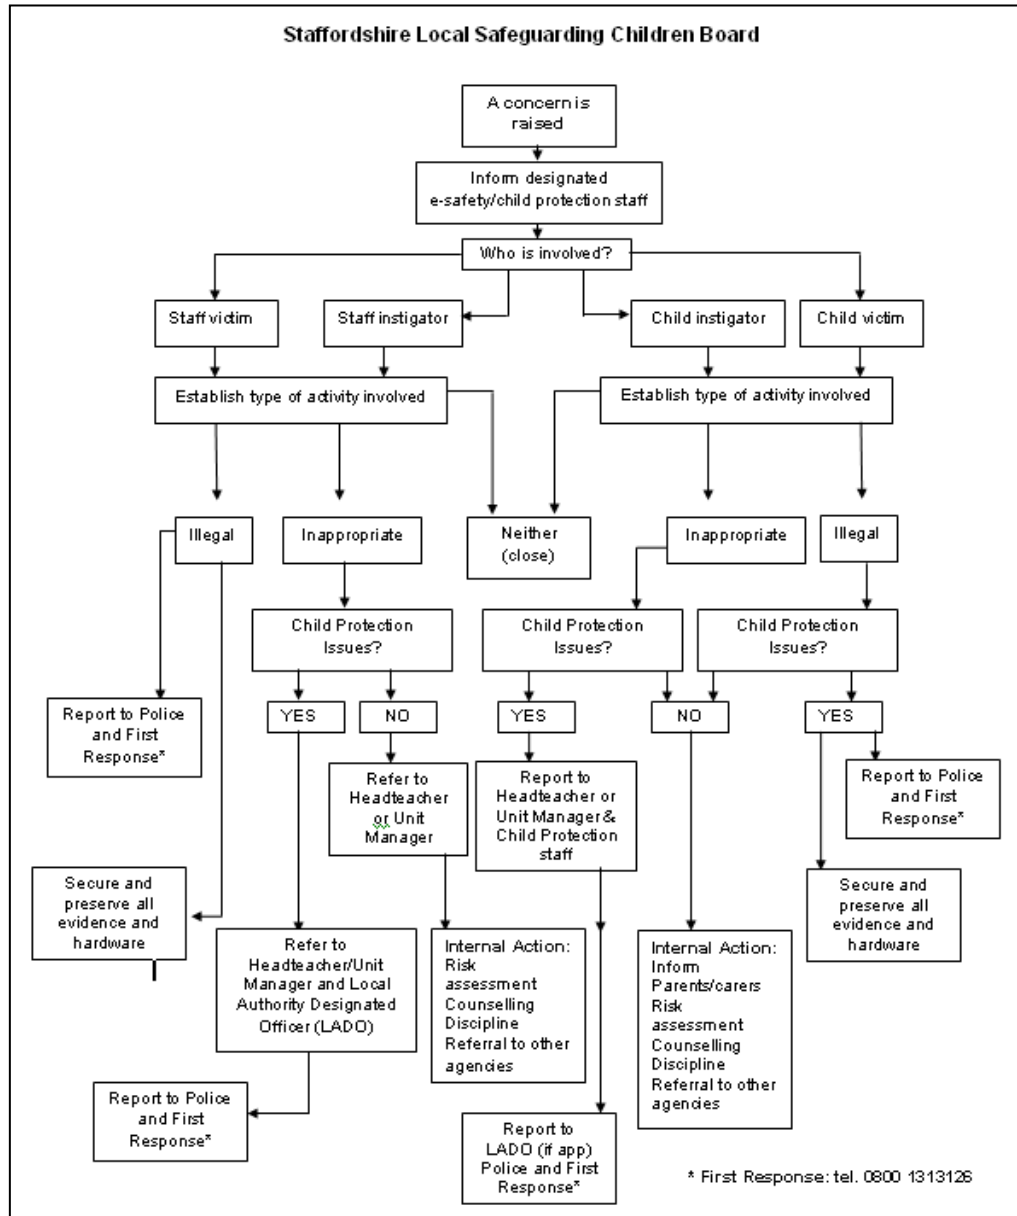 Staffordshire Local Safeguarding Children Board
A concern is
raised
Inform designated
e-safety/child protection staff
Who is involved?
Staff victim
Staff instigator
Child instigator
Child victim
Establish type of activity involved
Establish type of activity involved
Illegal
Inappropriate
Neither
(close)
Inappropriate
Illegal
Child Protection
Issues?
Child Protection
Issues?
Child Protection
Issues?
YES
NO
YES
NO
YES
Report to Police
and First
Response*
Refer to
Headteacher
or Unit
Manager
Report to
Headteacher or
Unit Manager &
Child Protection
staff
Report to Police
and First
Response*
Secure and
preserve all
evidence and
hardware
Secure and
preserve all
evidence and
hardware
Refer to
Headteacher/Unit
Manager and Local
Authority Designated
Officer (LADO)
Internal Action:
Risk
assessment
Counselling
Discipline
Referral to other
agencies
Internal Action:
Inform
Parents/carers
Risk
assessment
Counselling
Discipline
Referral to other
agencies
Report to Police
and First
Response*
Report to
LADO (if app)
Police and First
Response*
* First Response: tel. 0800 1313126